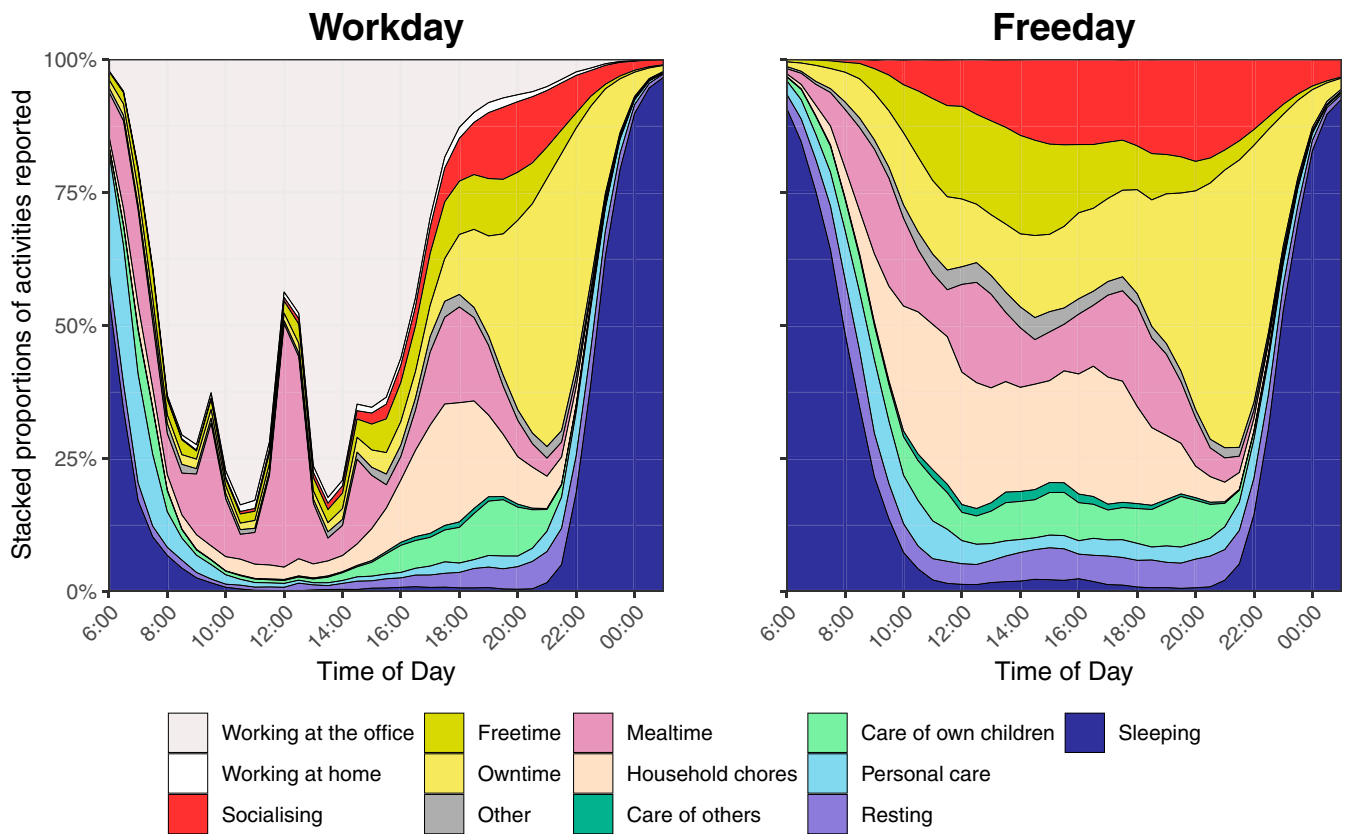 Workday
Freeday
Stacked proportions of activities reported
100%
75%
50%
25%
0%
6:00
8:00
10:00
12:00
14:00
16:00
18:00
20:00
22:00
00:00
Time of Day
6:00
8:00
10:00
12:00
14:00
16:00
18:00
20:00
22:00
00:00
Time of Day
Working at the office
Working at home
Socialising
Freetime
Owntime
Other
Mealtime
Household chores
Care of others
Care of own children
Personal care
Resting
Sleeping